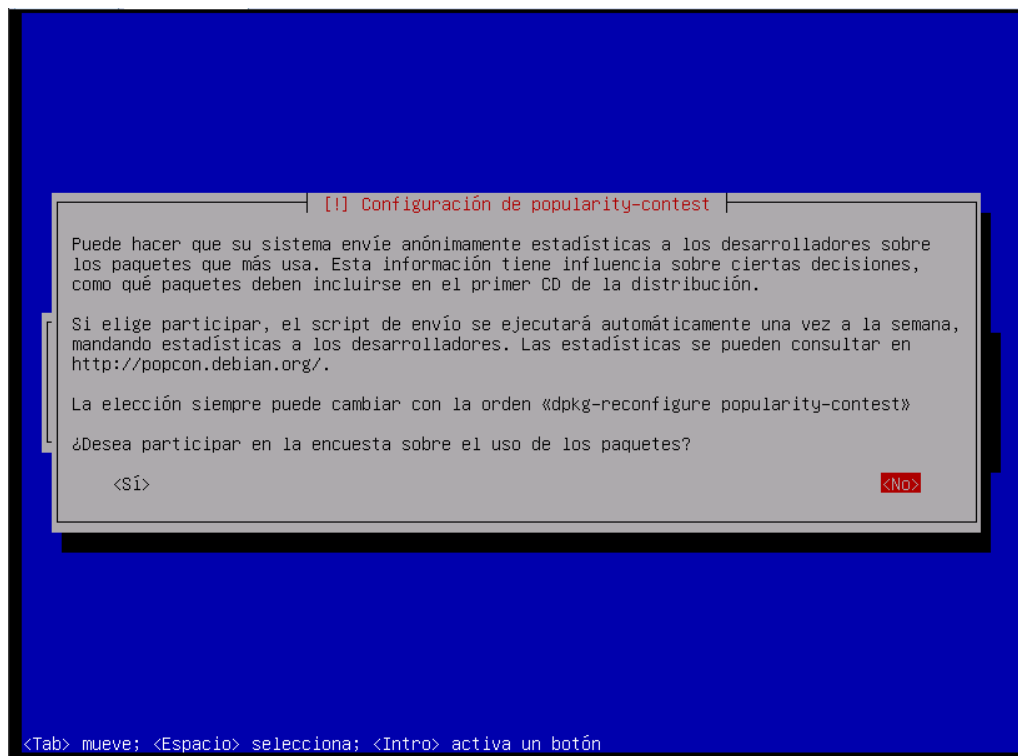 [!] Configuración de popularity-contest
Puede hacer que su sistema envíe anónimamente estadísticas a los desarrolladores sobre
los paquetes que más usa. Esta información tiene influencia sobre ciertas decisiones,
como qué paquetes deben incluirse en el primer CD de la distribución.
Si elige participar, el script de envío se ejecutará automáticamente una vez a la semana,
mandando estadísticas a los desarrolladores. Las estadísticas se pueden consultar en
http://popcon.debian.org/.
La elección siempre puede cambiar con la orden «dpkg-reconfigure popularity-contest»
¿Desea participar en la encuesta sobre el uso de los paquetes?
<Sí> <No>
<Tab> mueve; <Espacio> selecciona; <Intro> activa un botón